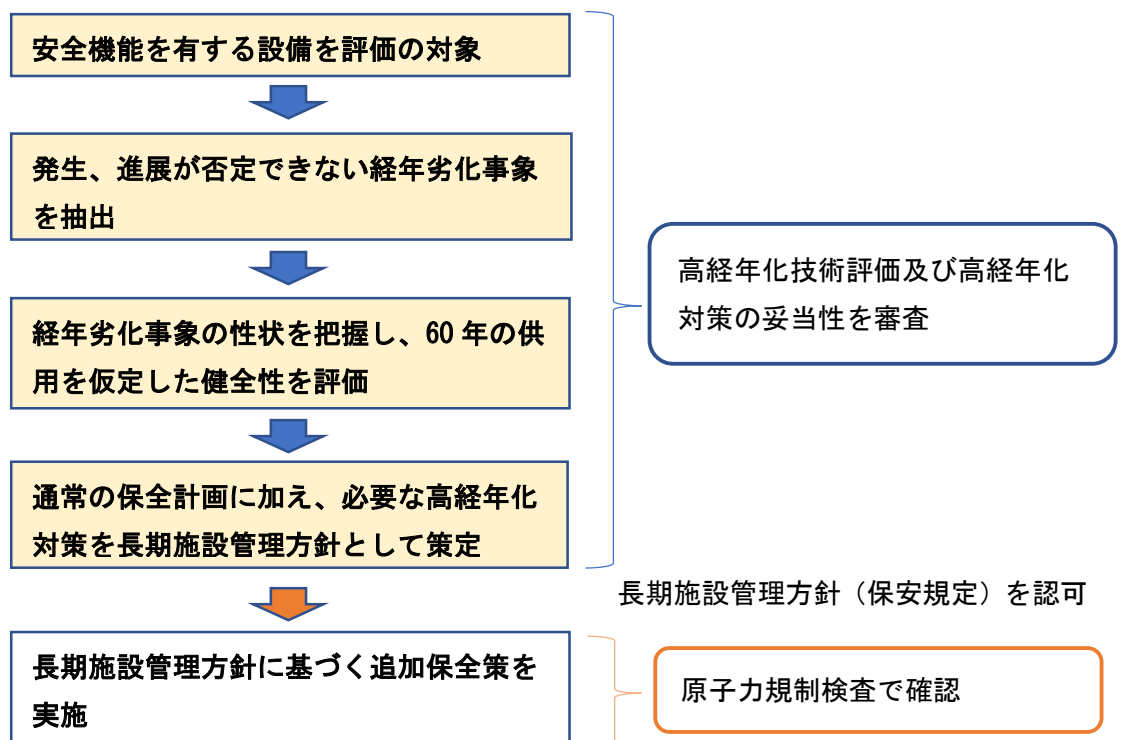 安全機能を有する設備を評価の対象
発生、進展が否定できない経年劣化事象
を抽出
経年劣化事象の性状を把握し、60 年の供
用を仮定した健全性を評価
通常の保全計画に加え、必要な高経年化
対策を長期施設管理方針として策定
高経年化技術評価及び高経年化
対策の妥当性を審査
長期施設管理方針（保安規定）を認可
長期施設管理方針に基づく追加保全策を
実施
原子力規制検査で確認